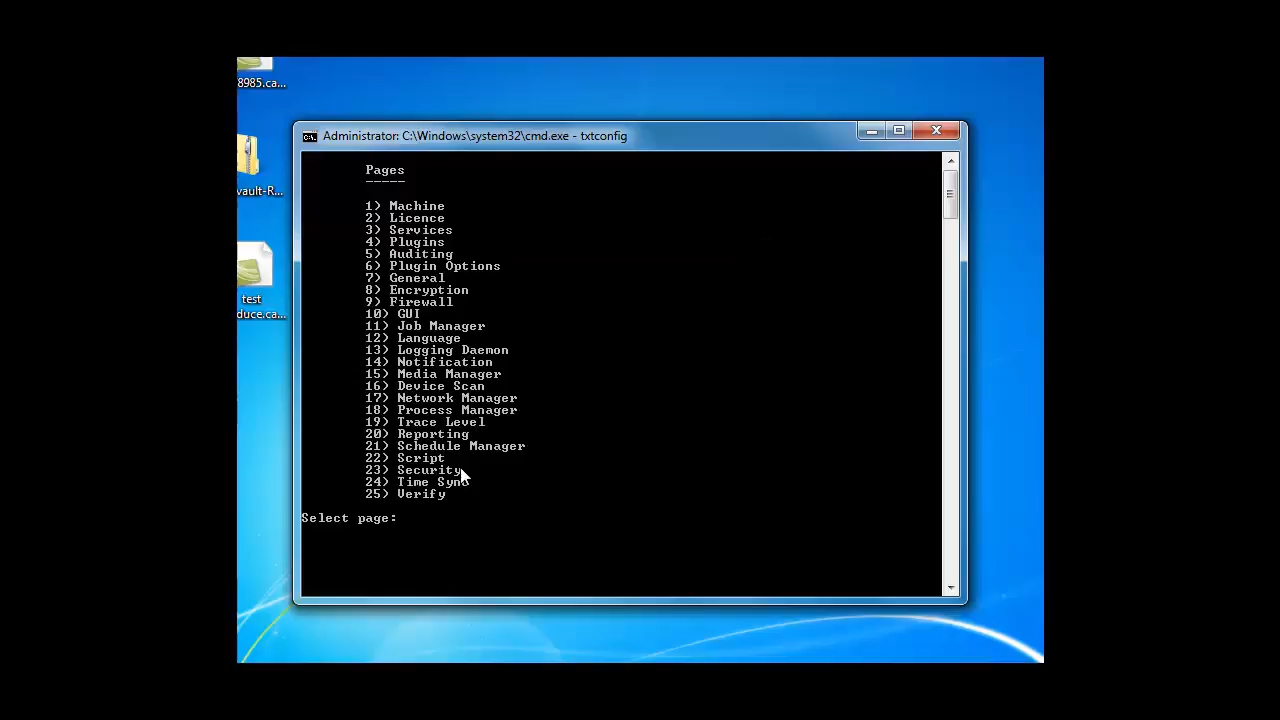 8985.ca...
Administrator: C:\Windows\system32\cmd.exe - txtconfig
Pages
-----
1) Machine
2) Licence
3) Services
4) Plugins
5) Auditing
6) Plugin Options
7) General
8) Encryption
9) Firewall
10) GUI
11) Job Manager
12) Language
13) Logging Daemon
14) Notification
15) Media Manager
16) Device Scan
17) Network Manager
18) Process Manager
19) Trace Level
20) Reporting
21) Schedule Manager
22) Script
23) Security
24) Time Sync
25) Verify
Select page:
vault-R...
test
duce.ca...